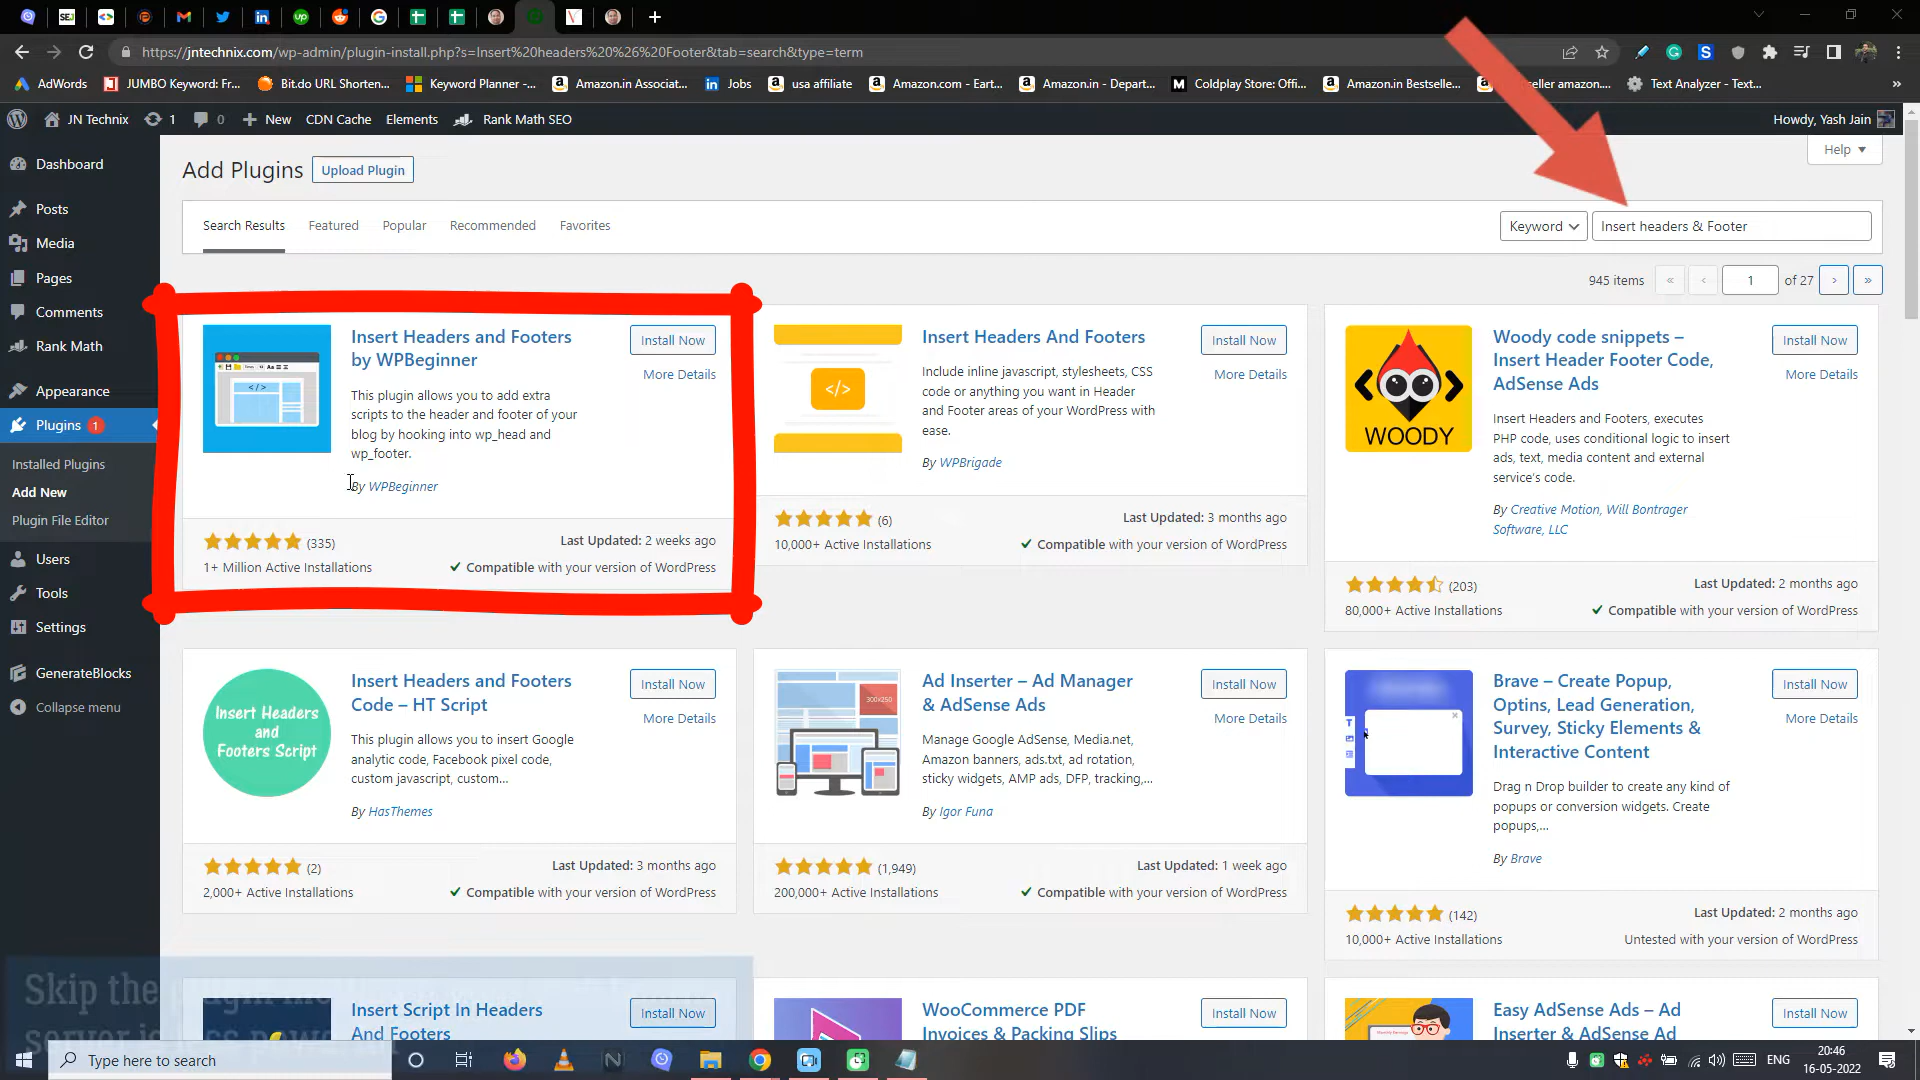 https://jntechnix.com/wp-admin/plugin-install.php?s=Insert%20headers%20%26%20Footer&tab=search&type=term
AdWords
JUMBO Keyword: Fr...
Bit.do URL Shorten...
Keyword Planner -...
Amazon.in Associat...
Jobs
usa affiliate
Amazon.com - Eart...
Amazon.in - Depart...
Coldplay Store: Offi...
Amazon.in Bestselle...
seller amazon....
Text Analyzer - Text...
»
JN Technix
1
0
New
CDN Cache
Elements
Rank Math SEO
Howdy, Yash Jain
Dashboard
Posts
Media
Pages
Comments
Rank Math
Appearance
Plugins 1
Installed Plugins
Add New
Plugin File Editor
Users
Tools
Settings
GenerateBlocks
Collapse menu
Help
Add Plugins
Upload Plugin
Search Results
Featured
Popular
Recommended
Favorites
Keyword
Insert headers & Footer
945 items
«
‹
1
of 27
›
»
Insert Headers and Footers
by WPBeginner
Install Now
More Details
This plugin allows you to add extra
scripts to the header and footer of your
blog by hooking into wp_head and
wp_footer.
By WPBeginner
(335)
1+ Million Active Installations
Last Updated: 2 weeks ago
Compatible with your version of WordPress
Insert Headers And Footers
Install Now
More Details
Include inline javascript, stylesheets, CSS
code or anything you want in Header
and Footer areas of your WordPress with
ease.
By WPBrigade
(6)
10,000+ Active Installations
Last Updated: 3 months ago
Compatible with your version of WordPress
WOODY
Woody code snippets –
Insert Header Footer Code,
AdSense Ads
Install Now
More Details
Insert Headers and Footers, executes
PHP code, uses conditional logic to insert
ads, text, media content and external
service's code.
By Creative Motion, Will Bontrager
Software, LLC
(203)
80,000+ Active Installations
Last Updated: 2 months ago
Compatible with your version of WordPress
Insert Headers
and
Footers Script
Insert Headers and Footers
Code – HT Script
Install Now
More Details
This plugin allows you to insert Google
analytic code, Facebook pixel code,
custom javascript, custom...
By HasThemes
(2)
2,000+ Active Installations
Last Updated: 3 months ago
Compatible with your version of WordPress
300x250
Ad Inserter – Ad Manager
& AdSense Ads
Install Now
More Details
Manage Google AdSense, Media.net,
Amazon banners, ads.txt, ad rotation,
sticky widgets, AMP ads, DFP, tracking,...
By Igor Funa
(1,949)
200,000+ Active Installations
Last Updated: 1 week ago
Compatible with your version of WordPress
Brave – Create Popup,
Optins, Lead Generation,
Survey, Sticky Elements &
Interactive Content
Install Now
More Details
Drag n Drop builder to create any kind of
popups or conversion widgets. Create
popups,...
By Brave
(142)
10,000+ Active Installations
Last Updated: 2 months ago
Untested with your version of WordPress
Skip the
server is
Insert Script In Headers
And Footers
Install Now
WooCommerce PDF
Invoices & Packing Slips
Install Now
Easy AdSense Ads – Ad
Inserter & AdSense Ad
Install Now
Type here to search
ENG
20:46
16-05-2022